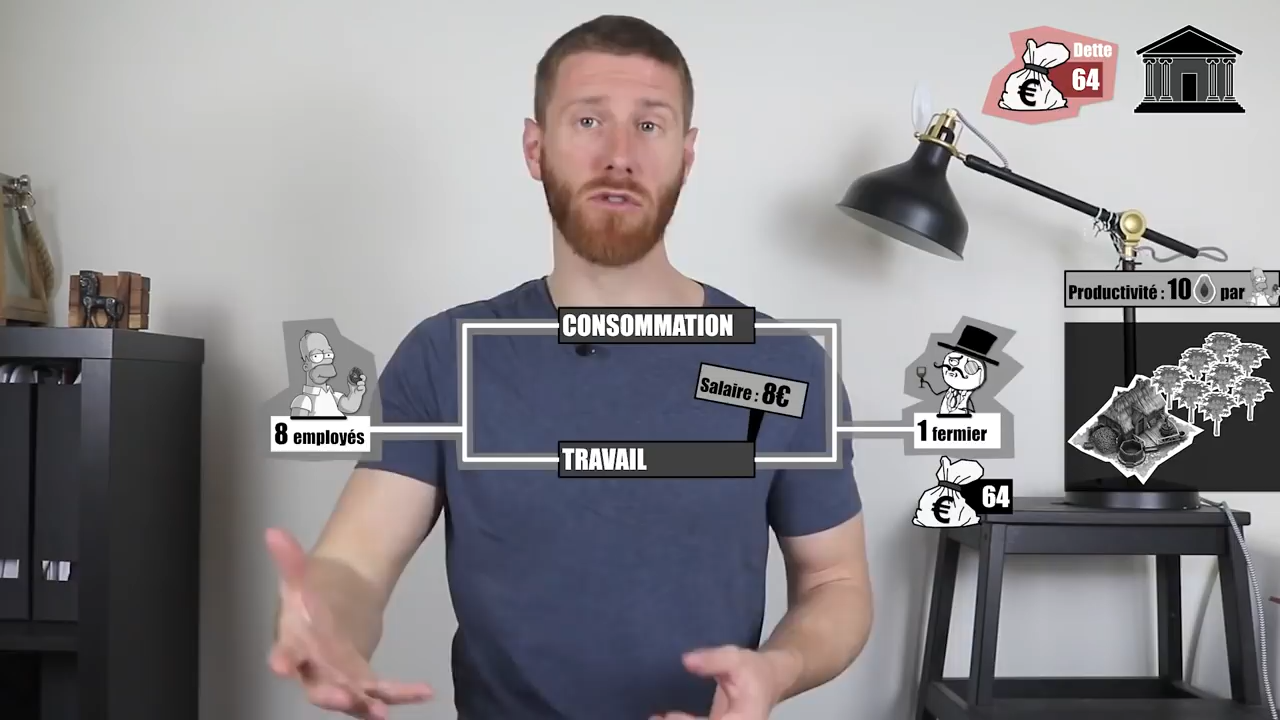 Dette
64
€
Productivité : 10 par
CONSOMMATION
Salaire : 8€
8 employés
1 fermier
TRAVAIL
€
64